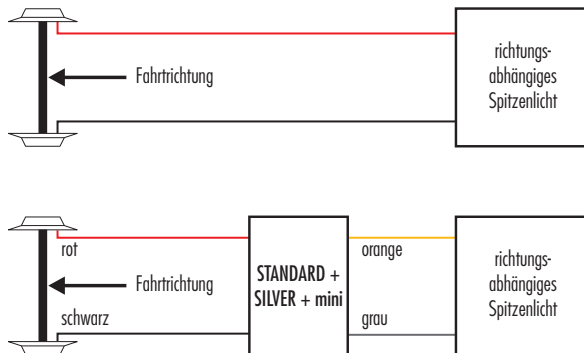 richtungs-
abhängiges
Spitzenlicht
Fahrtrichtung
rot
schwarz
Fahrtrichtung
STANDARD +
SILVER + mini
orange
grau
richtungs-
abhängiges
Spitzenlicht